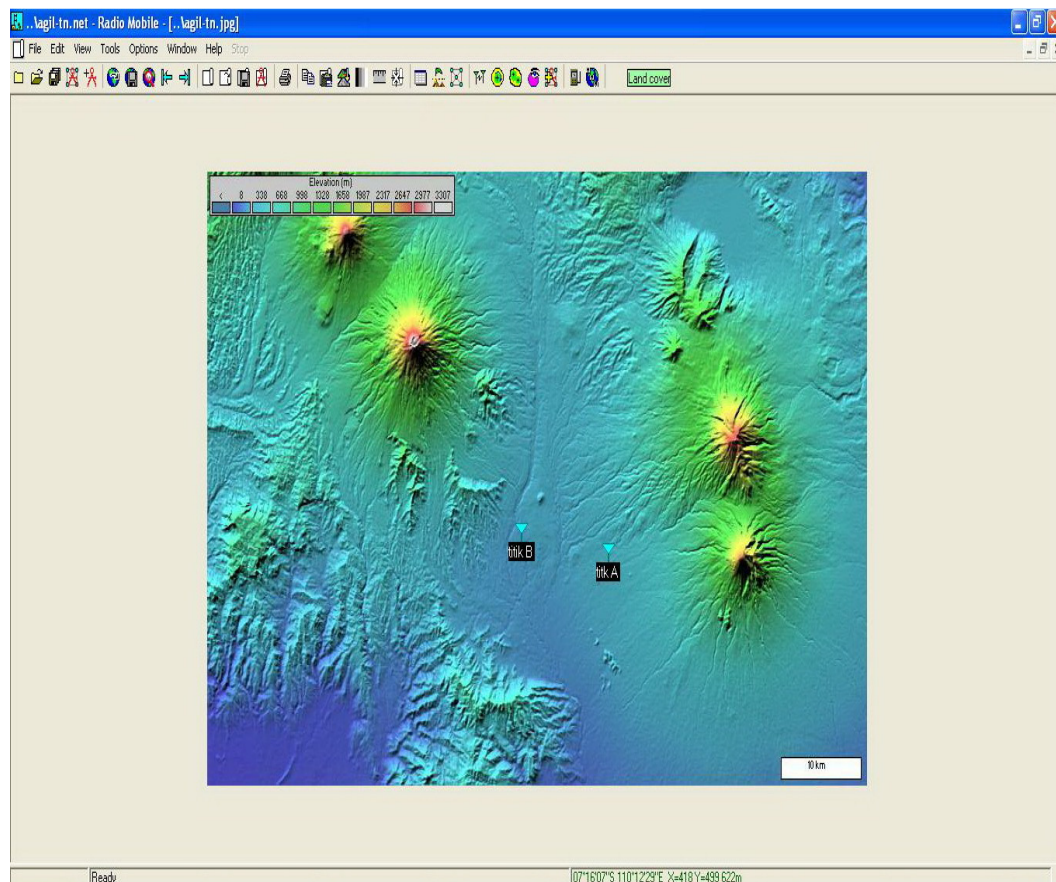 ..\agil-tn.net - Radio Mobile - [..\agil-tn.jpg]
File Edit View Tools Options Window Help Stop
Land cover
Elevation (m)
< 8 338 668 998 1328 1658 1987 2317 2647 2977 3307
titik B
titk A
10 km
Ready
07°16'07"S 110°12'29"E X=418 Y=499 622m